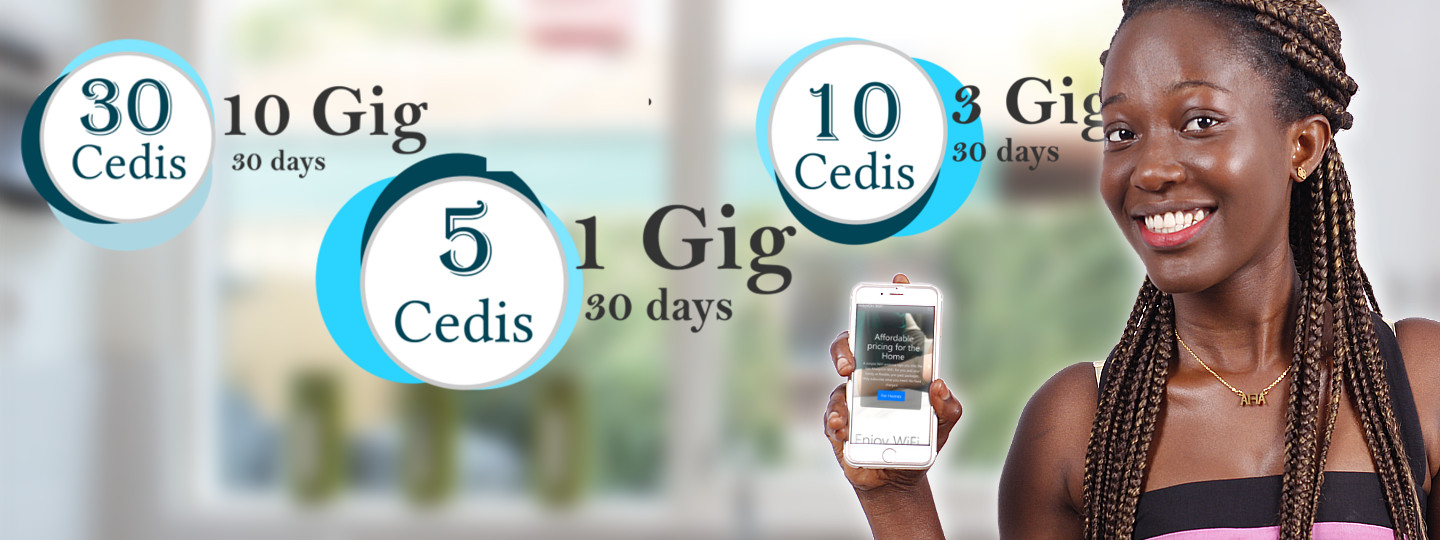 30
Cedis
10 Gig
30 days
5
Cedis
1 Gig
30 days
10
Cedis
3 Gig
30 days
Affordable
pricing for the
Home
Enjoy WiFi
AFIA